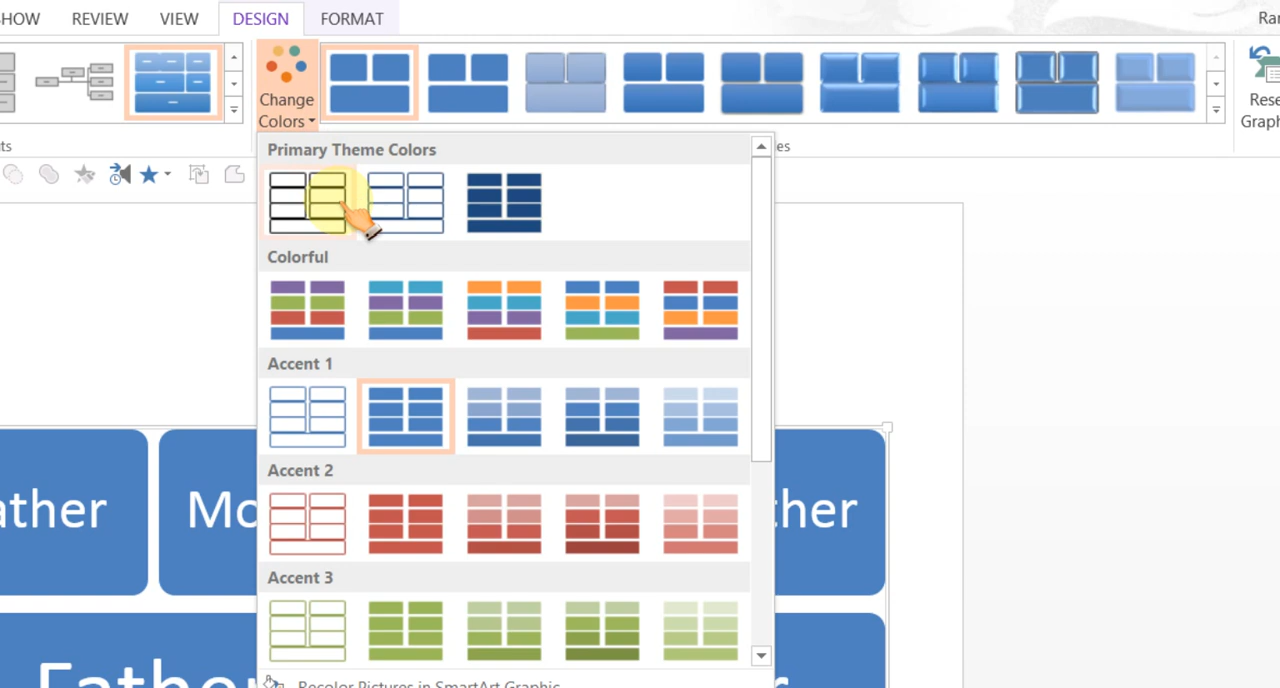 HOW REVIEW VIEW DESIGN FORMAT
Ra
Change
Colors
Rese
Graph
ts
es
Primary Theme Colors
Colorful
Accent 1
Accent 2
Accent 3
Recolor Pictures in SmartArt Graphic
ather
Mo
ther
Father